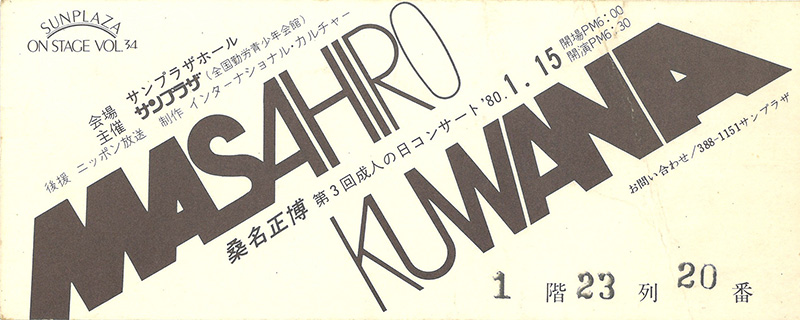 SUNPLAZA
ON STAGE VOL.34
会場 サンプラザホール
主催 サンプラザ(全国勤労青少年会館)
後援 ニッポン放送 制作 インターナショナル・カルチャー
MASAHIRO
桑名正博 第3回成人の日コンサート'80.1.15 開場PM6:00
開演PM6:30
KUWANA
お問い合わせ/388-1151サンプラザ
1階23列20番